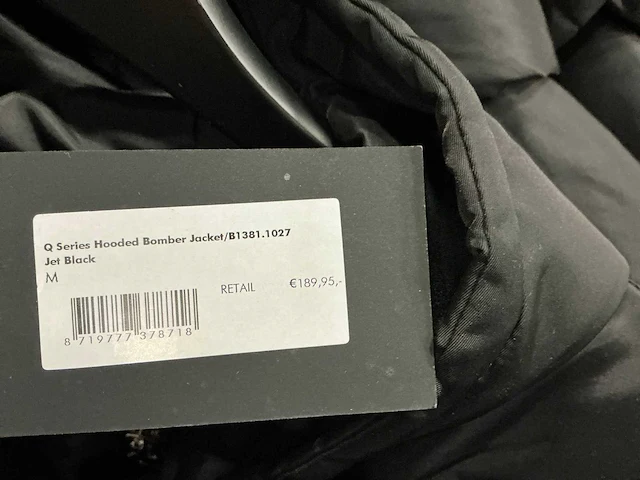 Q Series Hooded Bomber Jacket/B1381.1027
Jet Black
M
RETAIL €189,95,-
8 719777 378718